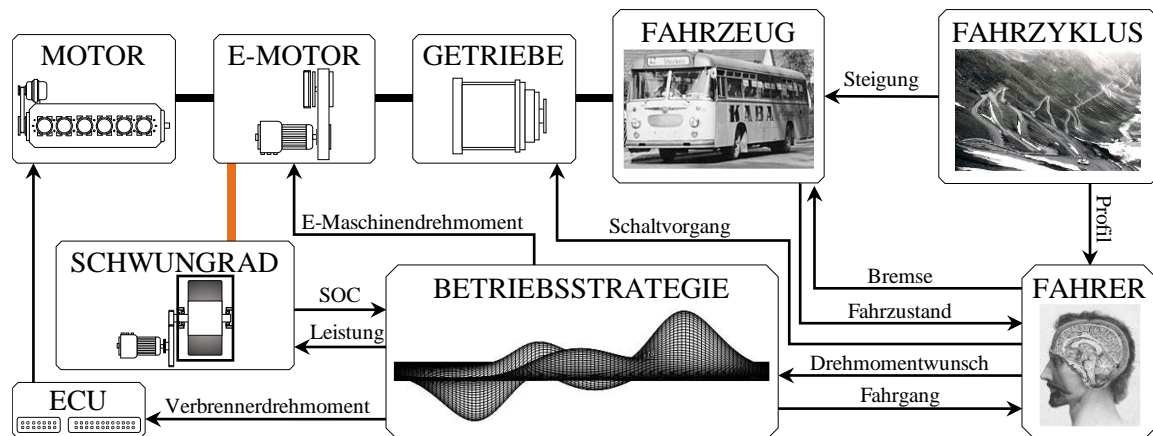 MOTOR
E-MOTOR
GETRIEBE
FAHRZEUG
FAHRZYKLUS
KABA
Steigung
E-Maschinendrehmoment
Schaltvorgang
Profil
SCHWUNGRAD
SOC
Leistung
BETRIEBSSTRATEGIE
Bremse
Fahrzustand
FAHRER
Drehmomentwunsch
Fahrgang
ECU
Verbrennerdrehmoment